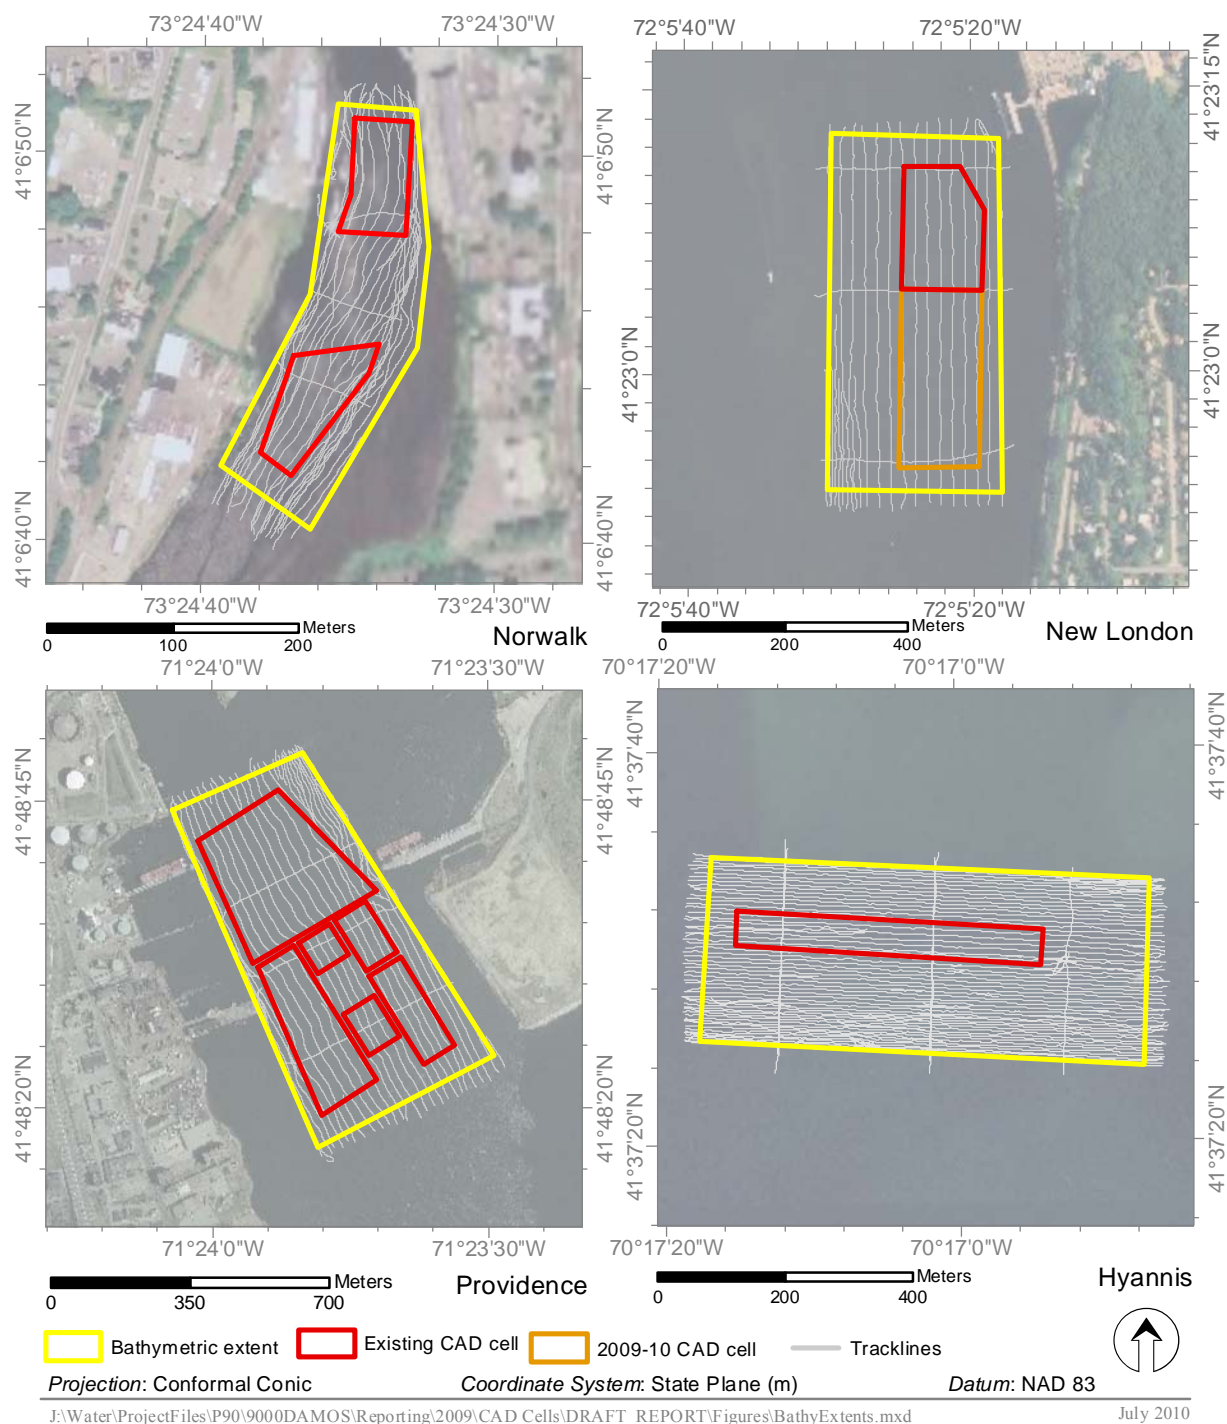 73°24'40"W 73°24'30"W
41°6'50"N
41°6'50"N
41°6'40"N
41°6'40"N
73°24'40"W 73°24'30"W
0 100 200 Meters
Norwalk
72°5'40"W 72°5'20"W
41°23'15"N
41°23'0"N
41°23'0"N
72°5'40"W 72°5'20"W
0 200 400 Meters
New London
71°24'0"W 71°23'30"W
41°48'45"N
41°48'45"N
41°48'20"N
41°48'20"N
71°24'0"W 71°23'30"W
0 350 700 Meters
Providence
70°17'20"W 70°17'0"W
41°37'40"N
41°37'40"N
41°37'20"N
41°37'20"N
70°17'20"W 70°17'0"W
0 200 400 Meters
Hyannis
Bathymetric extent Existing CAD cell 2009-10 CAD cell Tracklines
Projection: Conformal Conic Coordinate System: State Plane (m) Datum: NAD 83
J:\Water\ProjectFiles\P90\9000DAMOS\Reporting\2009\CAD Cells\DRAFT_REPORT\Figures\BathyExtents.mxd July 2010